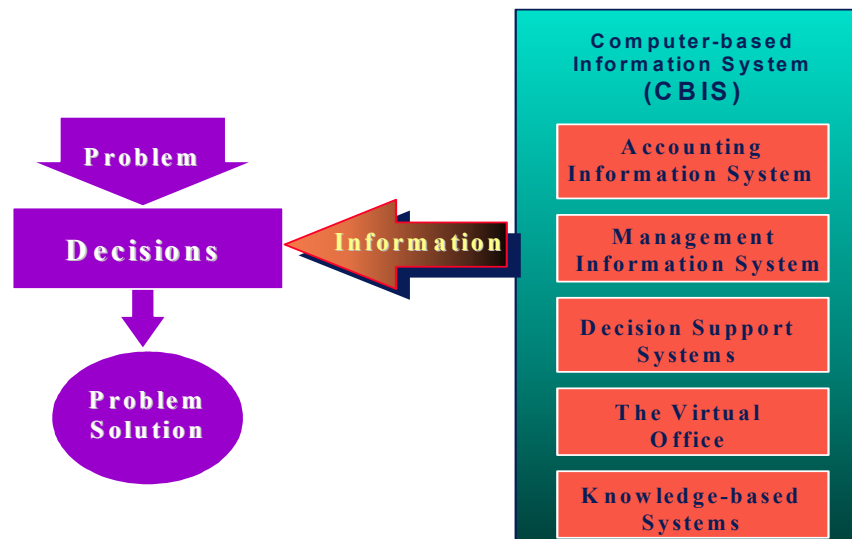 Problem
Decisions
Problem
Solution
Information
Computer-based
Information System
(CBIS)
Accounting
Information System
Management
Information System
Decision Support
Systems
The Virtual
Office
Knowledge-based
Systems